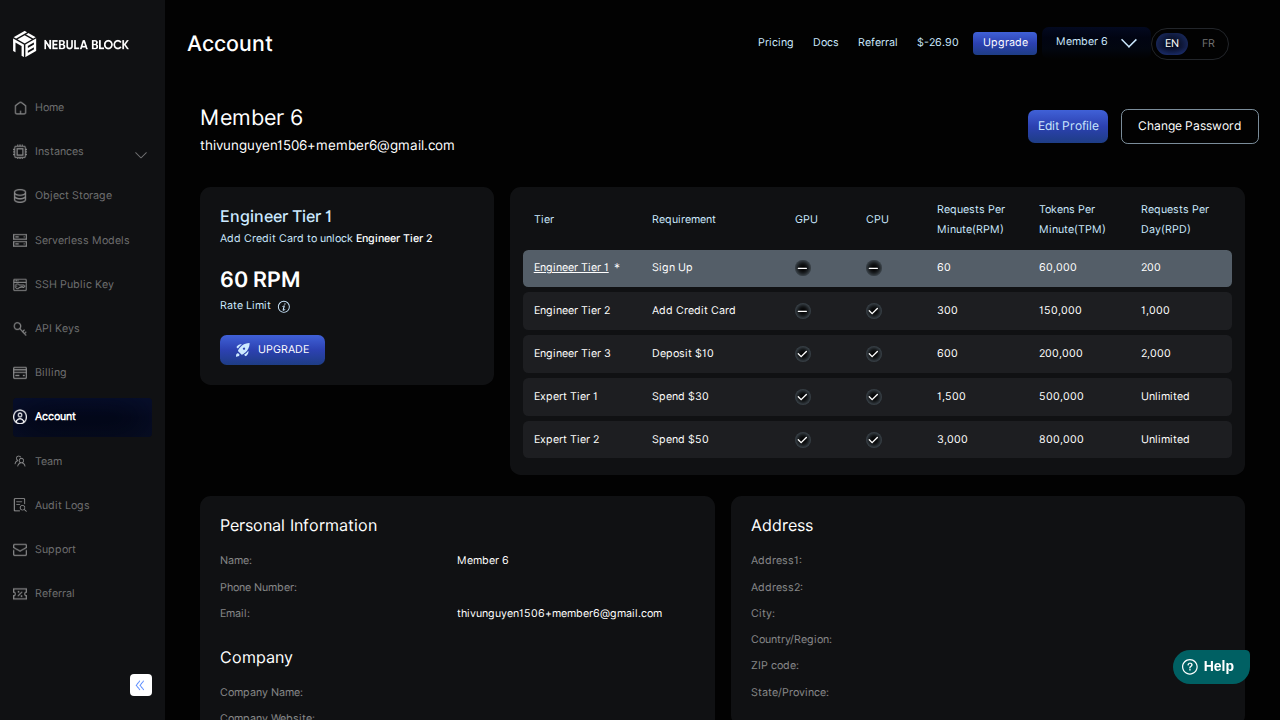 NEBULA BLOCK
Account
Pricing
Docs
Referral
$-26.90
Upgrade
Member 6
EN
FR
Home
Instances
Object Storage
Serverless Models
SSH Public Key
API Keys
Billing
Account
Team
Audit Logs
Support
Referral
Member 6
thivunguyen1506+member6@gmail.com
Edit Profile
Change Password
Engineer Tier 1
Add Credit Card to unlock Engineer Tier 2
60 RPM
Rate Limit
UPGRADE
Tier Requirement GPU CPU Requests Per Minute(RPM) Tokens Per Minute(TPM) Requests Per Day(RPD)
Engineer Tier 1 * Sign Up 60 60,000 200
Engineer Tier 2 Add Credit Card 300 150,000 1,000
Engineer Tier 3 Deposit $10 600 200,000 2,000
Expert Tier 1 Spend $30 1,500 500,000 Unlimited
Expert Tier 2 Spend $50 3,000 800,000 Unlimited
Personal Information
Name: Member 6
Phone Number:
Email: thivunguyen1506+member6@gmail.com
Company
Company Name:
Company Website:
Address
Address1:
Address2:
City:
Country/Region:
ZIP code:
State/Province:
Help